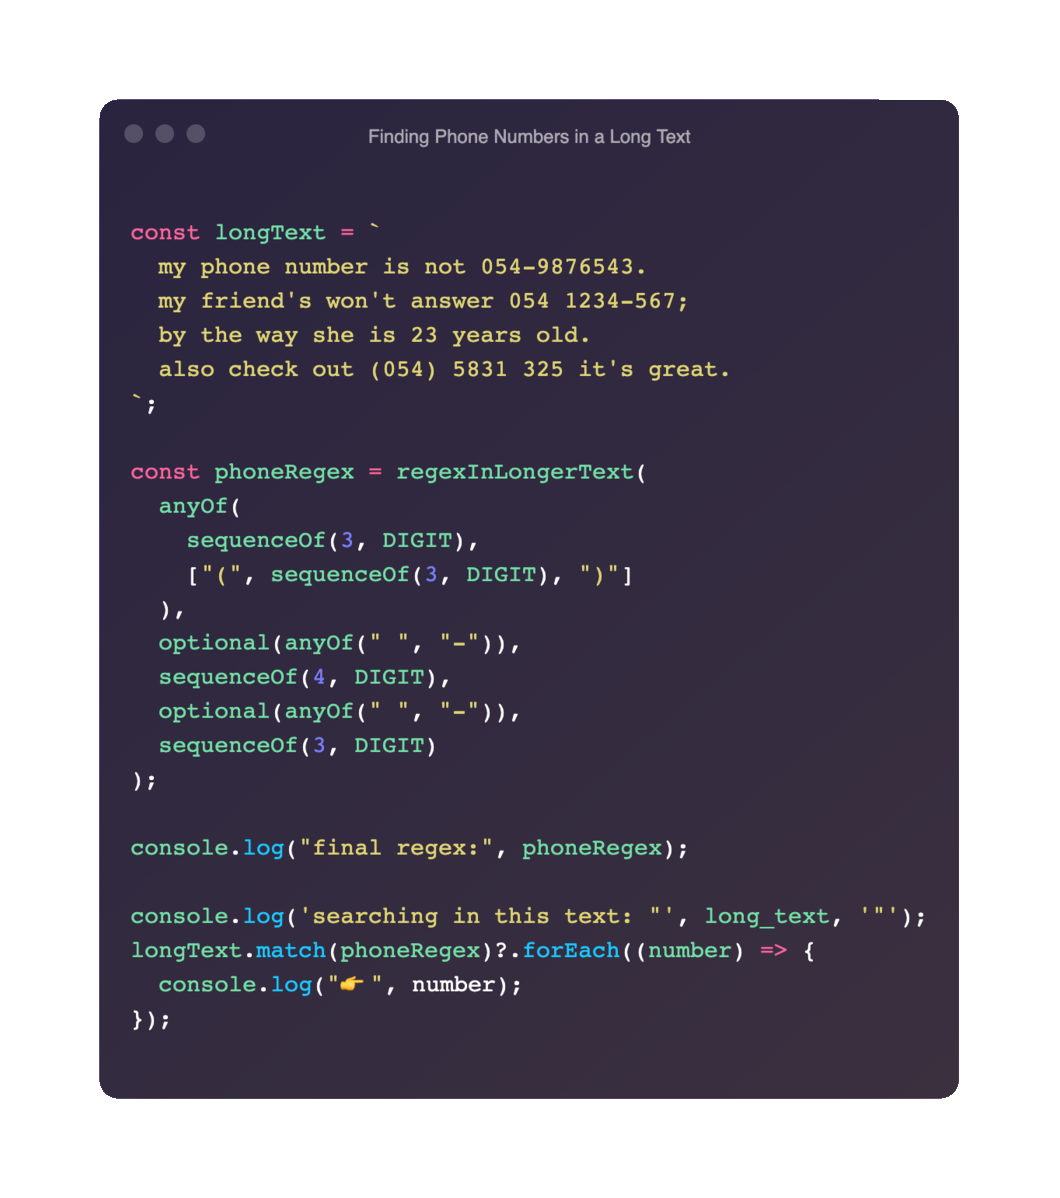 Finding Phone Numbers in a Long Text
const longText = `
  my phone number is not 054-9876543.
  my friend's won't answer 054 1234-567;
  by the way she is 23 years old.
  also check out (054) 5831 325 it's great.
`;
const phoneRegex = regexInLongerText(
  anyOf(
    sequenceOf(3, DIGIT),
    ["(", sequenceOf(3, DIGIT), ")"]
  ),
  optional(anyOf(" ", "-")),
  sequenceOf(4, DIGIT),
  optional(anyOf(" ", "-")),
  sequenceOf(3, DIGIT)
);
console.log("final regex:", phoneRegex);
console.log('searching in this text: "', long_text, '"');
longText.match(phoneRegex)?.forEach((number) => {
  console.log("👉 ", number);
});